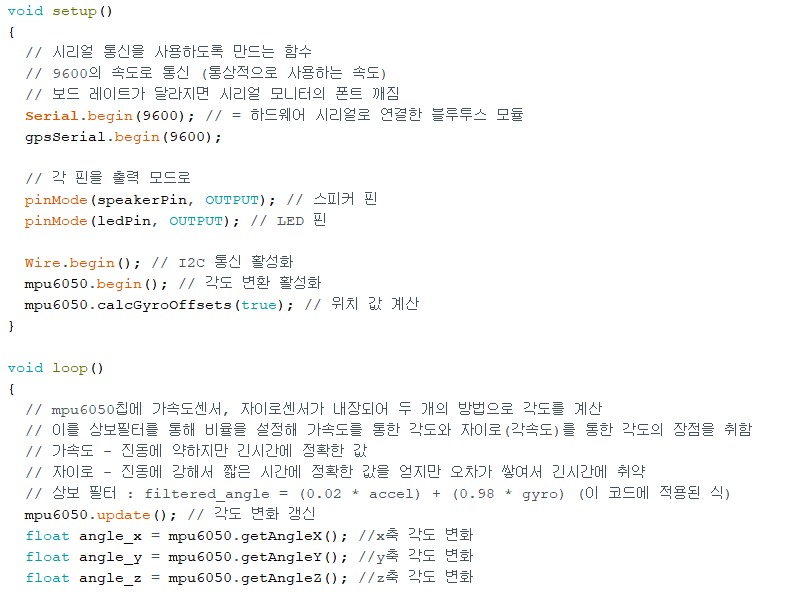 void setup()
{
// 시리얼 통신을 사용하도록 만드는 함수
// 9600의 속도로 통신 (통상적으로 사용하는 속도)
// 보드 레이트가 달라지면 시리얼 모니터의 폰트 깨짐
Serial.begin(9600); // = 하드웨어 시리얼로 연결한 블루투스 모듈
gpsSerial.begin(9600);
// 각 핀을 출력 모드로
pinMode(speakerPin, OUTPUT); // 스피커 핀
pinMode(ledPin, OUTPUT); // LED 핀
Wire.begin(); // I2C 통신 활성화
mpu6050.begin(); // 각도 변환 활성화
mpu6050.calcGyroOffsets(true); // 위치 값 계산
}
void loop()
{
// mpu6050칩에 가속도센서, 자이로센서가 내장되어 두 개의 방법으로 각도를 계산
// 이를 상보필터를 통해 비율을 설정해 가속도를 통한 각도와 자이로(각속도)를 통한 각도의 장점을 취함
// 가속도 - 진동에 약하지만 긴시간에 정확한 값
// 자이로 - 진동에 강해서 짧은 시간에 정확한 값을 얻지만 오차가 쌓여서 긴시간에 취약
// 상보 필터 : filtered_angle = (0.02 * accel) + (0.98 * gyro) (이 코드에 적용된 식)
mpu6050.update(); // 각도 변화 갱신
float angle_x = mpu6050.getAngleX(); //x축 각도 변화
float angle_y = mpu6050.getAngleY(); //y축 각도 변화
float angle_z = mpu6050.getAngleZ(); //z축 각도 변화